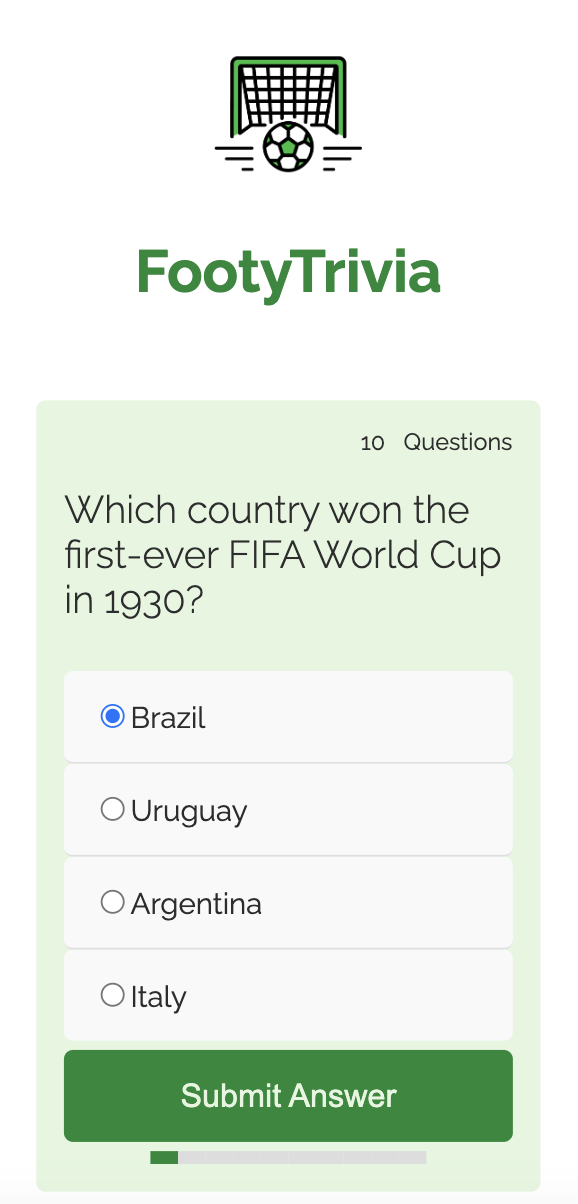 FootyTrivia
10 Questions
Which country won the
first-ever FIFA World Cup
in 1930?
Brazil
Uruguay
Argentina
Italy
Submit Answer